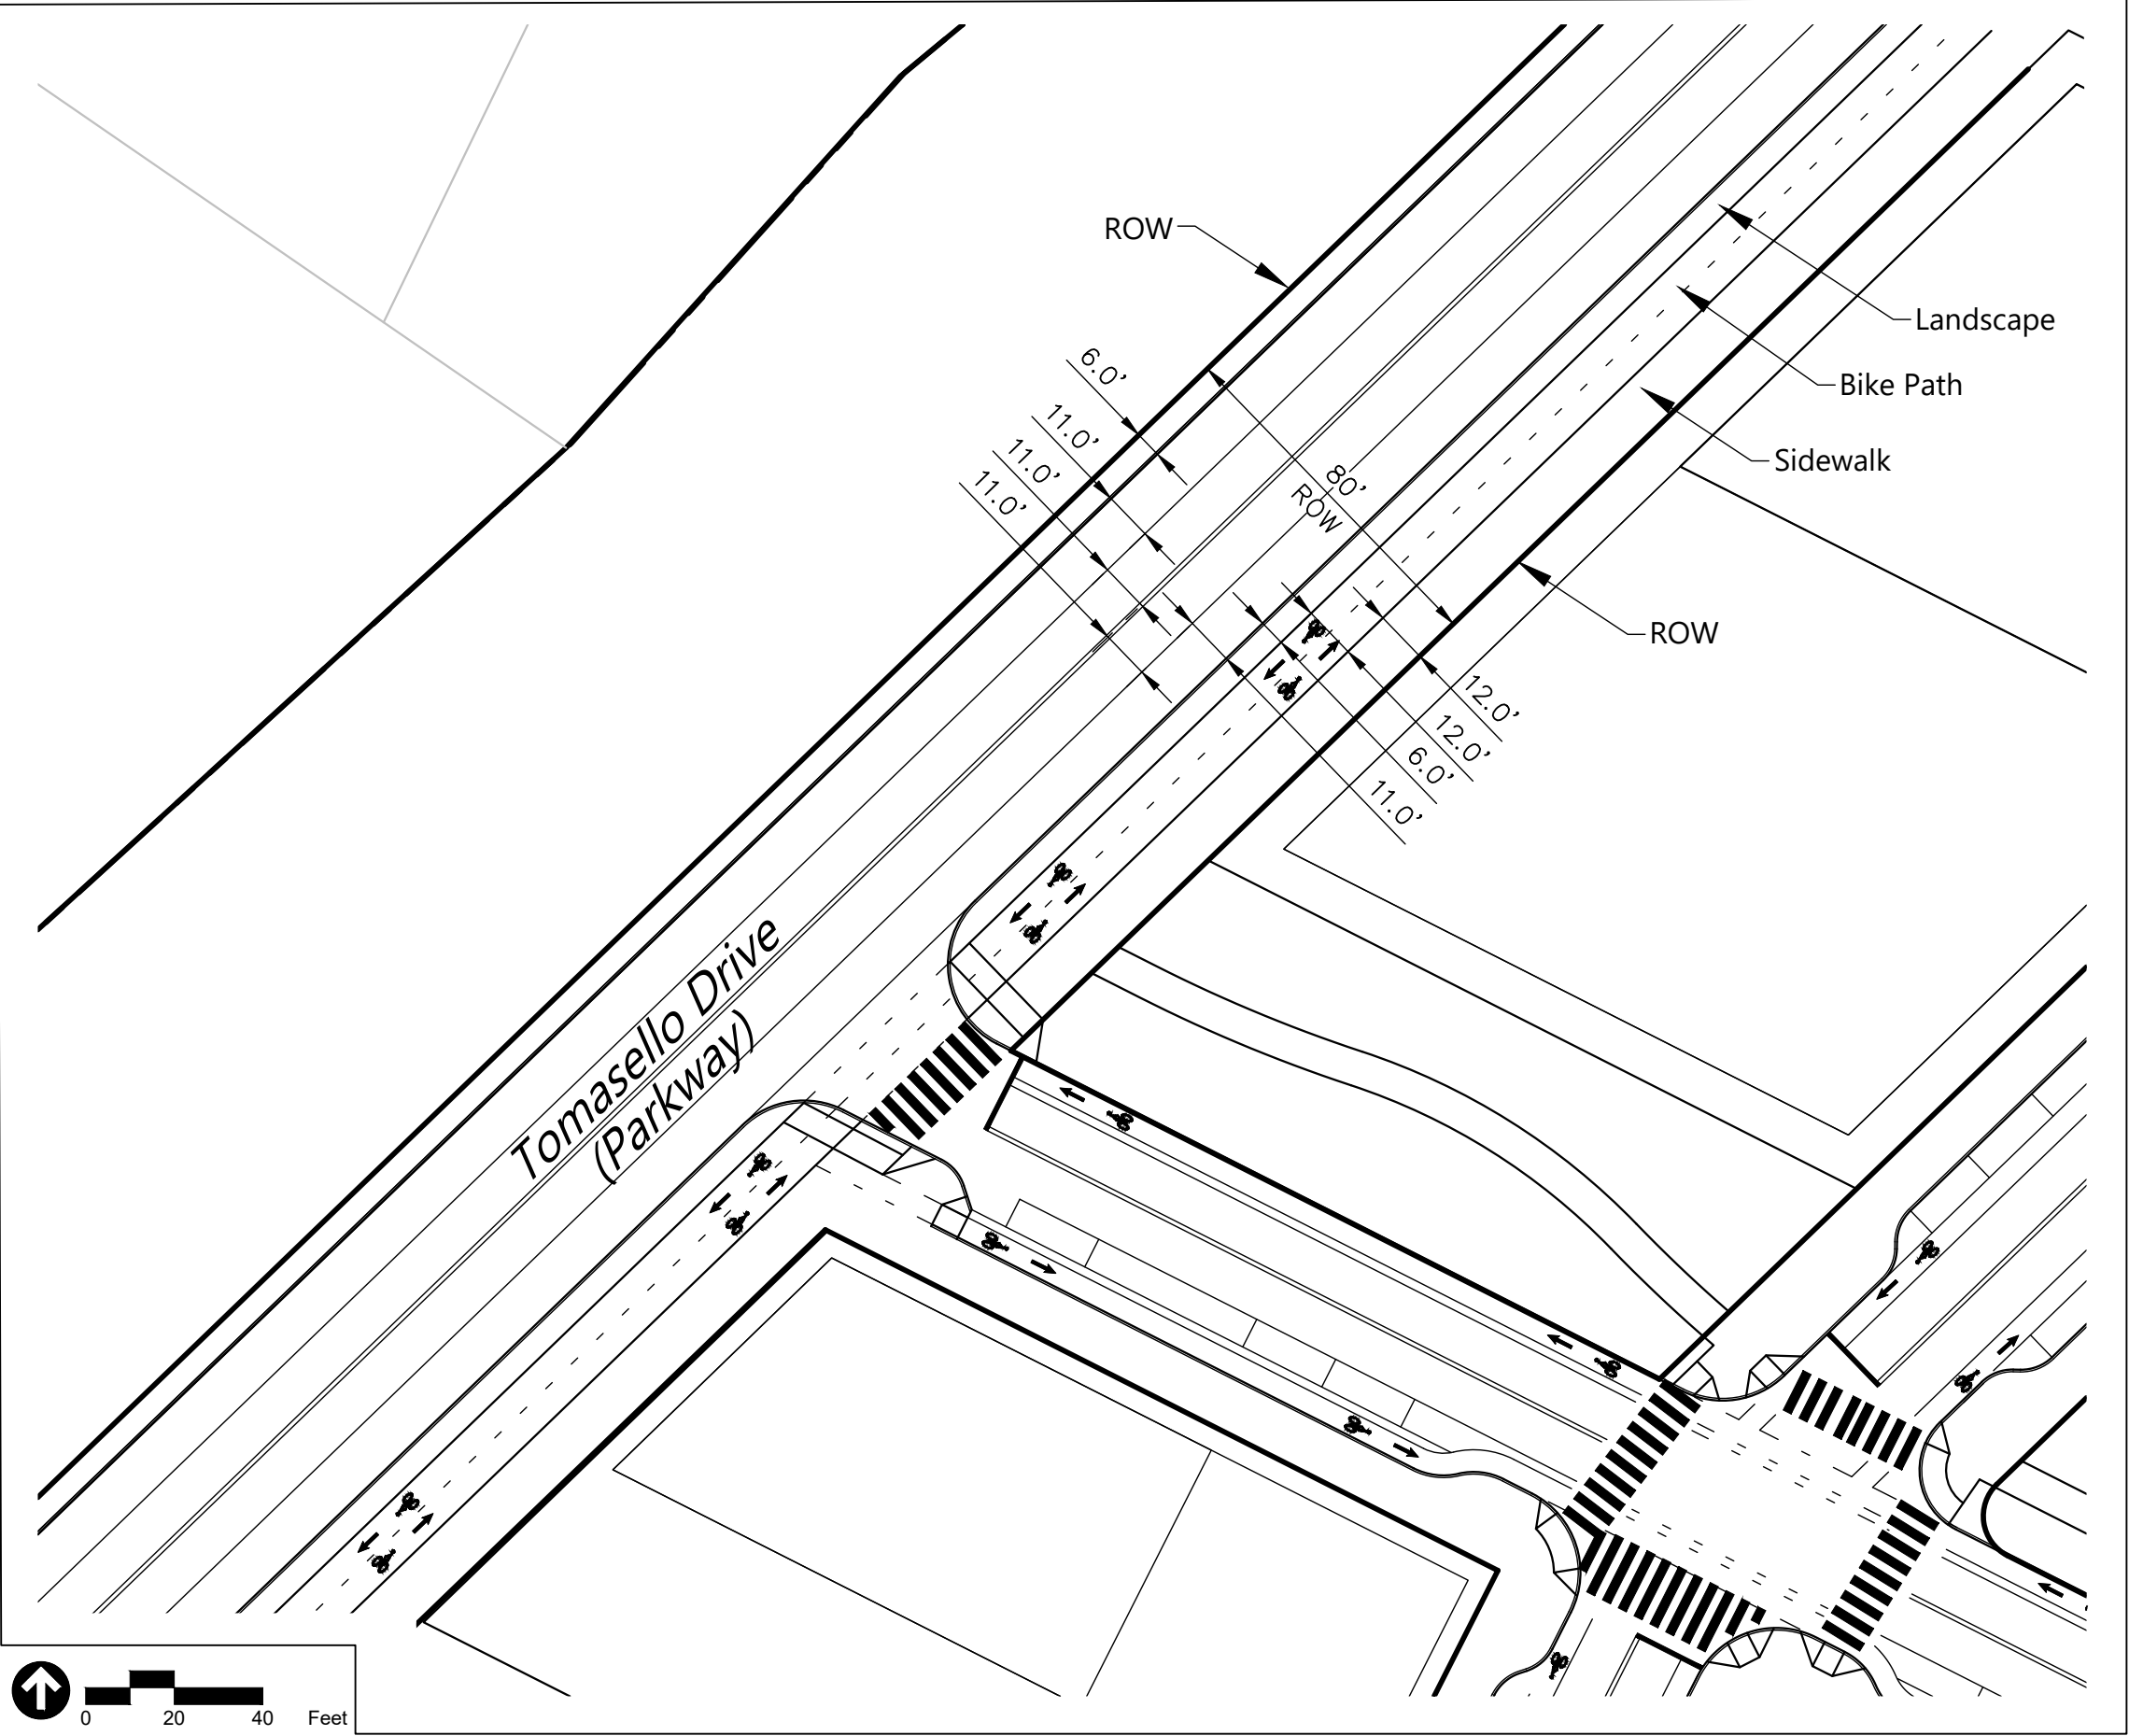 ROW
Landscape
Bike Path
Sidewalk
6.0’
11.0’
11.0’
11.0’
80’
ROW
ROW
12.0’
12.0’
6.0’
11.0’
Tomasello Drive
(Parkway)
0 20 40 Feet